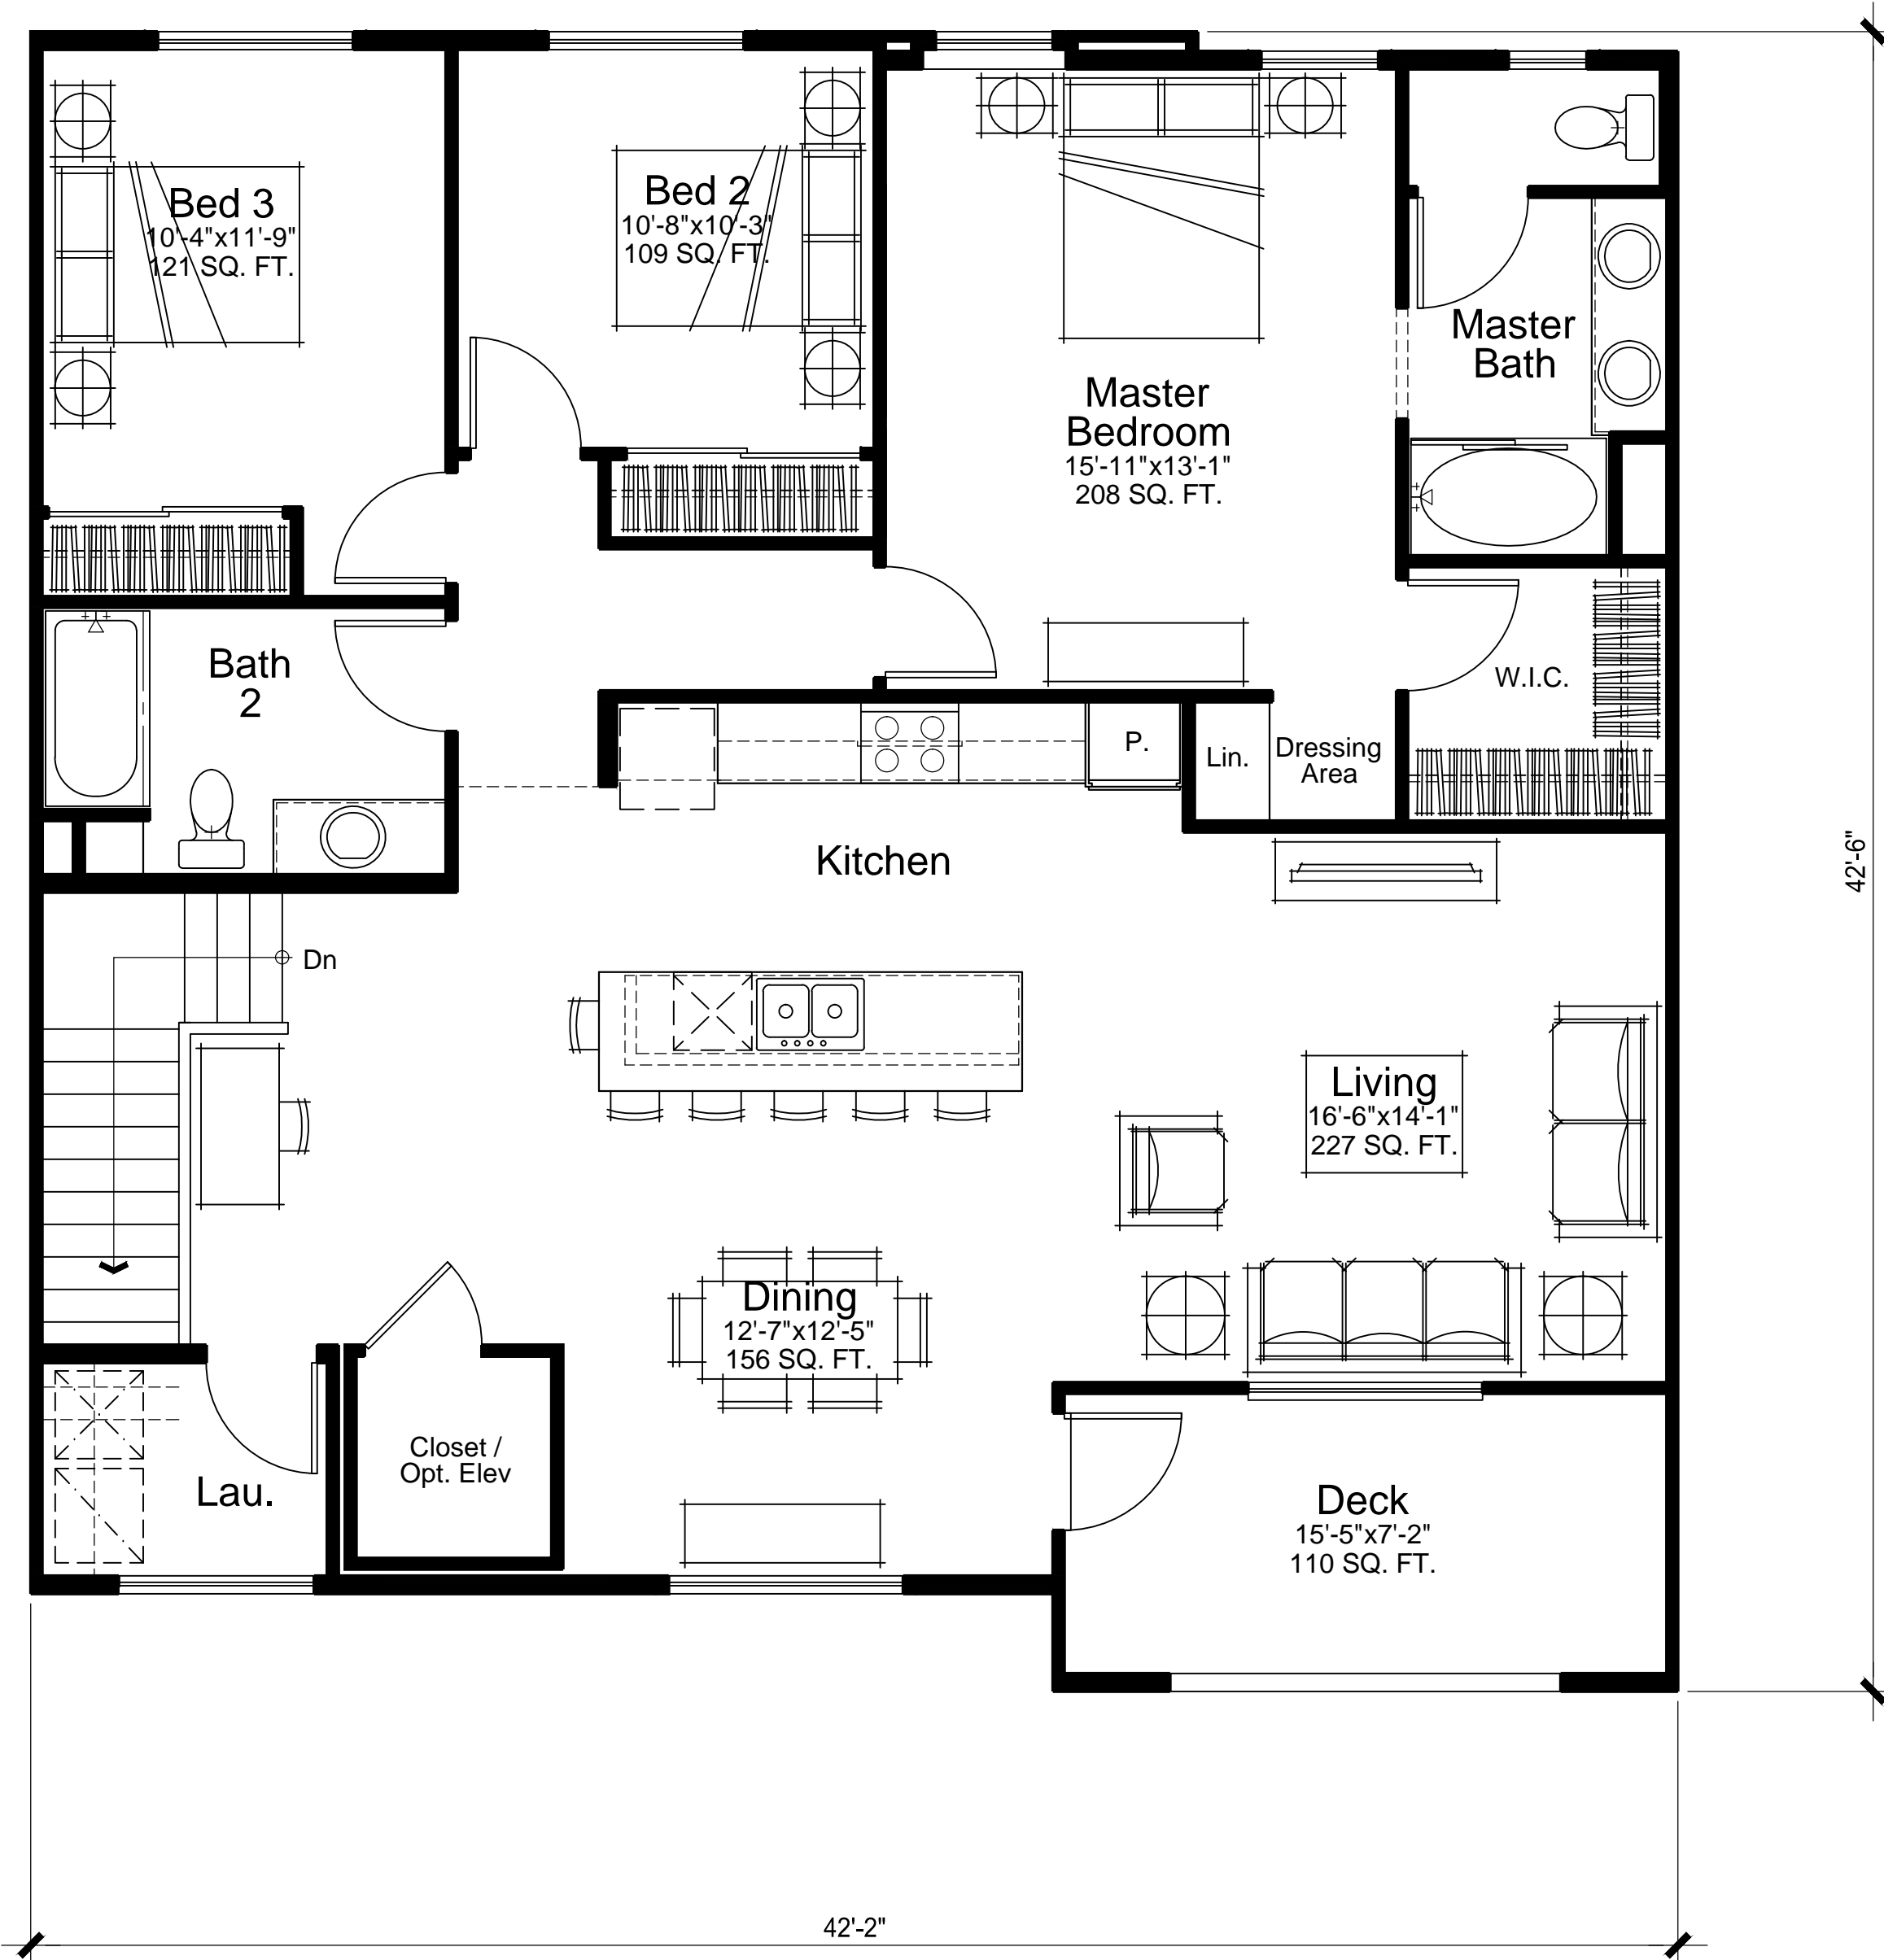 Bed 3
10'-4"x11'-9"
121 SQ. FT.
Bed 2
10'-8"x10'-3"
109 SQ. FT.
Master
Bedroom
15'-11"x13'-1"
208 SQ. FT.
Master
Bath
W.I.C.
Bath
2
P.
Lin.
Dressing
Area
Kitchen
42'-6"
Dn
Living
16'-6"x14'-1"
227 SQ. FT.
Dining
12'-7"x12'-5"
156 SQ. FT.
Closet /
Opt. Elev
Lau.
Deck
15'-5"x7'-2"
110 SQ. FT.
42'-2"